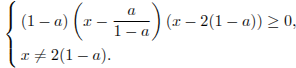 (1 − a) (x − a/(1 − a)) (x − 2(1 − a)) ≥ 0,
x ≠ 2(1 − a).